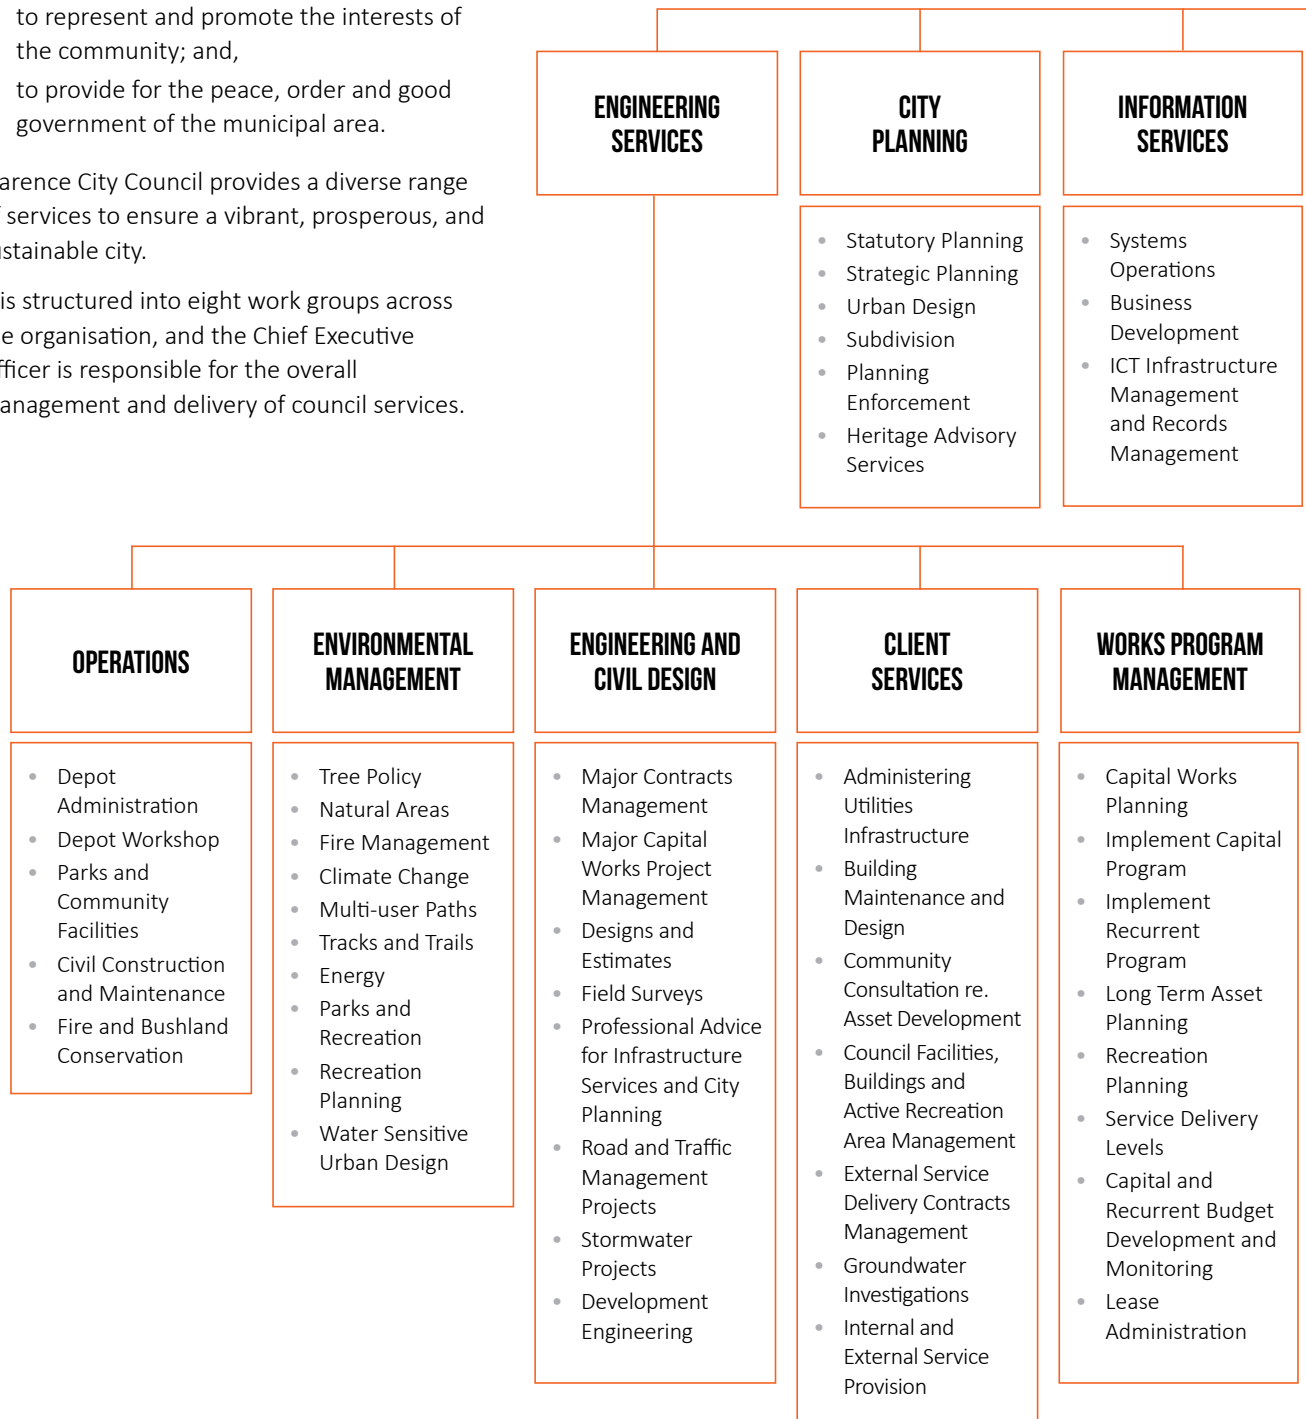 to represent and promote the interests of
the community; and,
to provide for the peace, order and good
government of the municipal area.
arence City Council provides a diverse range
services to ensure a vibrant, prosperous, and
ustainable city.
is structured into eight work groups across
e organisation, and the Chief Executive
fficer is responsible for the overall
anagement and delivery of council services.
ENGINEERING
SERVICES
CITY
PLANNING
• Statutory Planning
• Strategic Planning
• Urban Design
• Subdivision
• Planning
Enforcement
• Heritage Advisory
Services
INFORMATION
SERVICES
• Systems
Operations
• Business
Development
• ICT Infrastructure
Management
and Records
Management
OPERATIONS
• Depot
Administration
• Depot Workshop
• Parks and
Community
Facilities
• Civil Construction
and Maintenance
• Fire and Bushland
Conservation
ENVIRONMENTAL
MANAGEMENT
• Tree Policy
• Natural Areas
• Fire Management
• Climate Change
• Multi-user Paths
• Tracks and Trails
• Energy
• Parks and
Recreation
• Recreation
Planning
• Water Sensitive
Urban Design
ENGINEERING AND
CIVIL DESIGN
• Major Contracts
Management
• Major Capital
Works Project
Management
• Designs and
Estimates
• Field Surveys
• Professional Advice
for Infrastructure
Services and City
Planning
• Road and Traffic
Management
Projects
• Stormwater
Projects
• Development
Engineering
CLIENT
SERVICES
• Administering
Utilities
Infrastructure
• Building
Maintenance and
Design
• Community
Consultation re.
Asset Development
• Council Facilities,
Buildings and
Active Recreation
Area Management
• External Service
Delivery Contracts
Management
• Groundwater
Investigations
• Internal and
External Service
Provision
WORKS PROGRAM
MANAGEMENT
• Capital Works
Planning
• Implement Capital
Program
• Implement
Recurrent
Program
• Long Term Asset
Planning
• Recreation
Planning
• Service Delivery
Levels
• Capital and
Recurrent Budget
Development and
Monitoring
• Lease
Administration